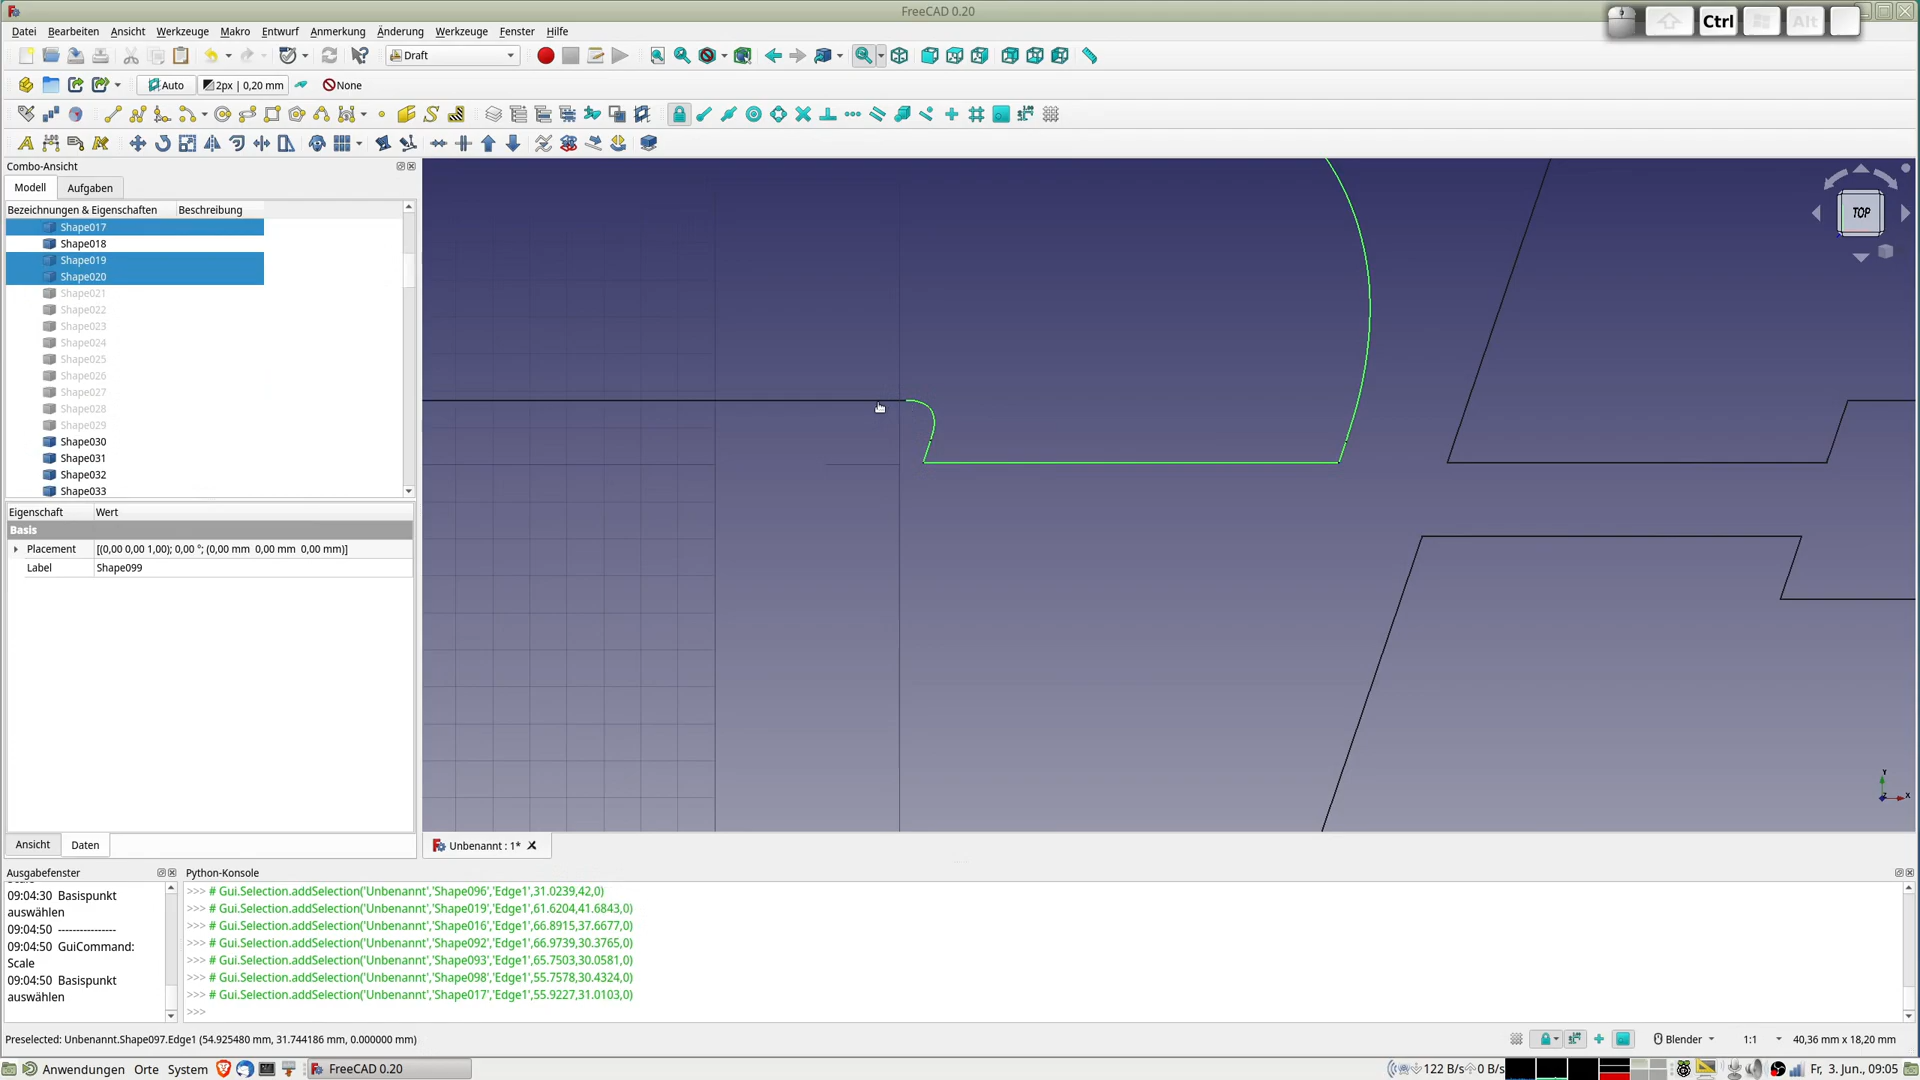 FreeCAD 0.20
Ctrl
Alt
Datei Bearbeiten Ansicht Werkzeuge Makro Entwurf Anmerkung Änderung Werkzeuge Fenster Hilfe
Draft
Auto 2px | 0,20 mm None
Combo-Ansicht
Modell Aufgaben
Bezeichnungen & Eigenschaften Beschreibung
Shape017
Shape018
Shape019
Shape020
Shape021
Shape022
Shape023
Shape024
Shape025
Shape026
Shape027
Shape028
Shape029
Shape030
Shape031
Shape032
Shape033
TOP
Y
Z X
Eigenschaft Wert
Basis
Placement [(0,00 0,00 1,00); 0,00 °; (0,00 mm 0,00 mm 0,00 mm)]
Label Shape099
Ansicht Daten
Unbenannt : 1*
Ausgabefenster
09:04:30 Basispunkt
auswählen
09:04:50 ----------------
09:04:50 GuiCommand:
Scale
09:04:50 Basispunkt
auswählen
Python-Konsole
>>> # Gui.Selection.addSelection('Unbenannt','Shape096','Edge1',31.0239,42,0)
>>> # Gui.Selection.addSelection('Unbenannt','Shape019','Edge1',61.6204,41.6843,0)
>>> # Gui.Selection.addSelection('Unbenannt','Shape016','Edge1',66.8915,37.6677,0)
>>> # Gui.Selection.addSelection('Unbenannt','Shape092','Edge1',66.9739,30.3765,0)
>>> # Gui.Selection.addSelection('Unbenannt','Shape093','Edge1',65.7503,30.0581,0)
>>> # Gui.Selection.addSelection('Unbenannt','Shape098','Edge1',55.7578,30.4324,0)
>>> # Gui.Selection.addSelection('Unbenannt','Shape017','Edge1',55.9227,31.0103,0)
>>>
Preselected: Unbenannt.Shape097.Edge1 (54.925480 mm, 31.744186 mm, 0.000000 mm)
Blender 1:1 40,36 mm x 18,20 mm
Anwendungen Orte System FreeCAD 0.20 122 B/s 0 B/s Fr, 3. Jun., 09:05